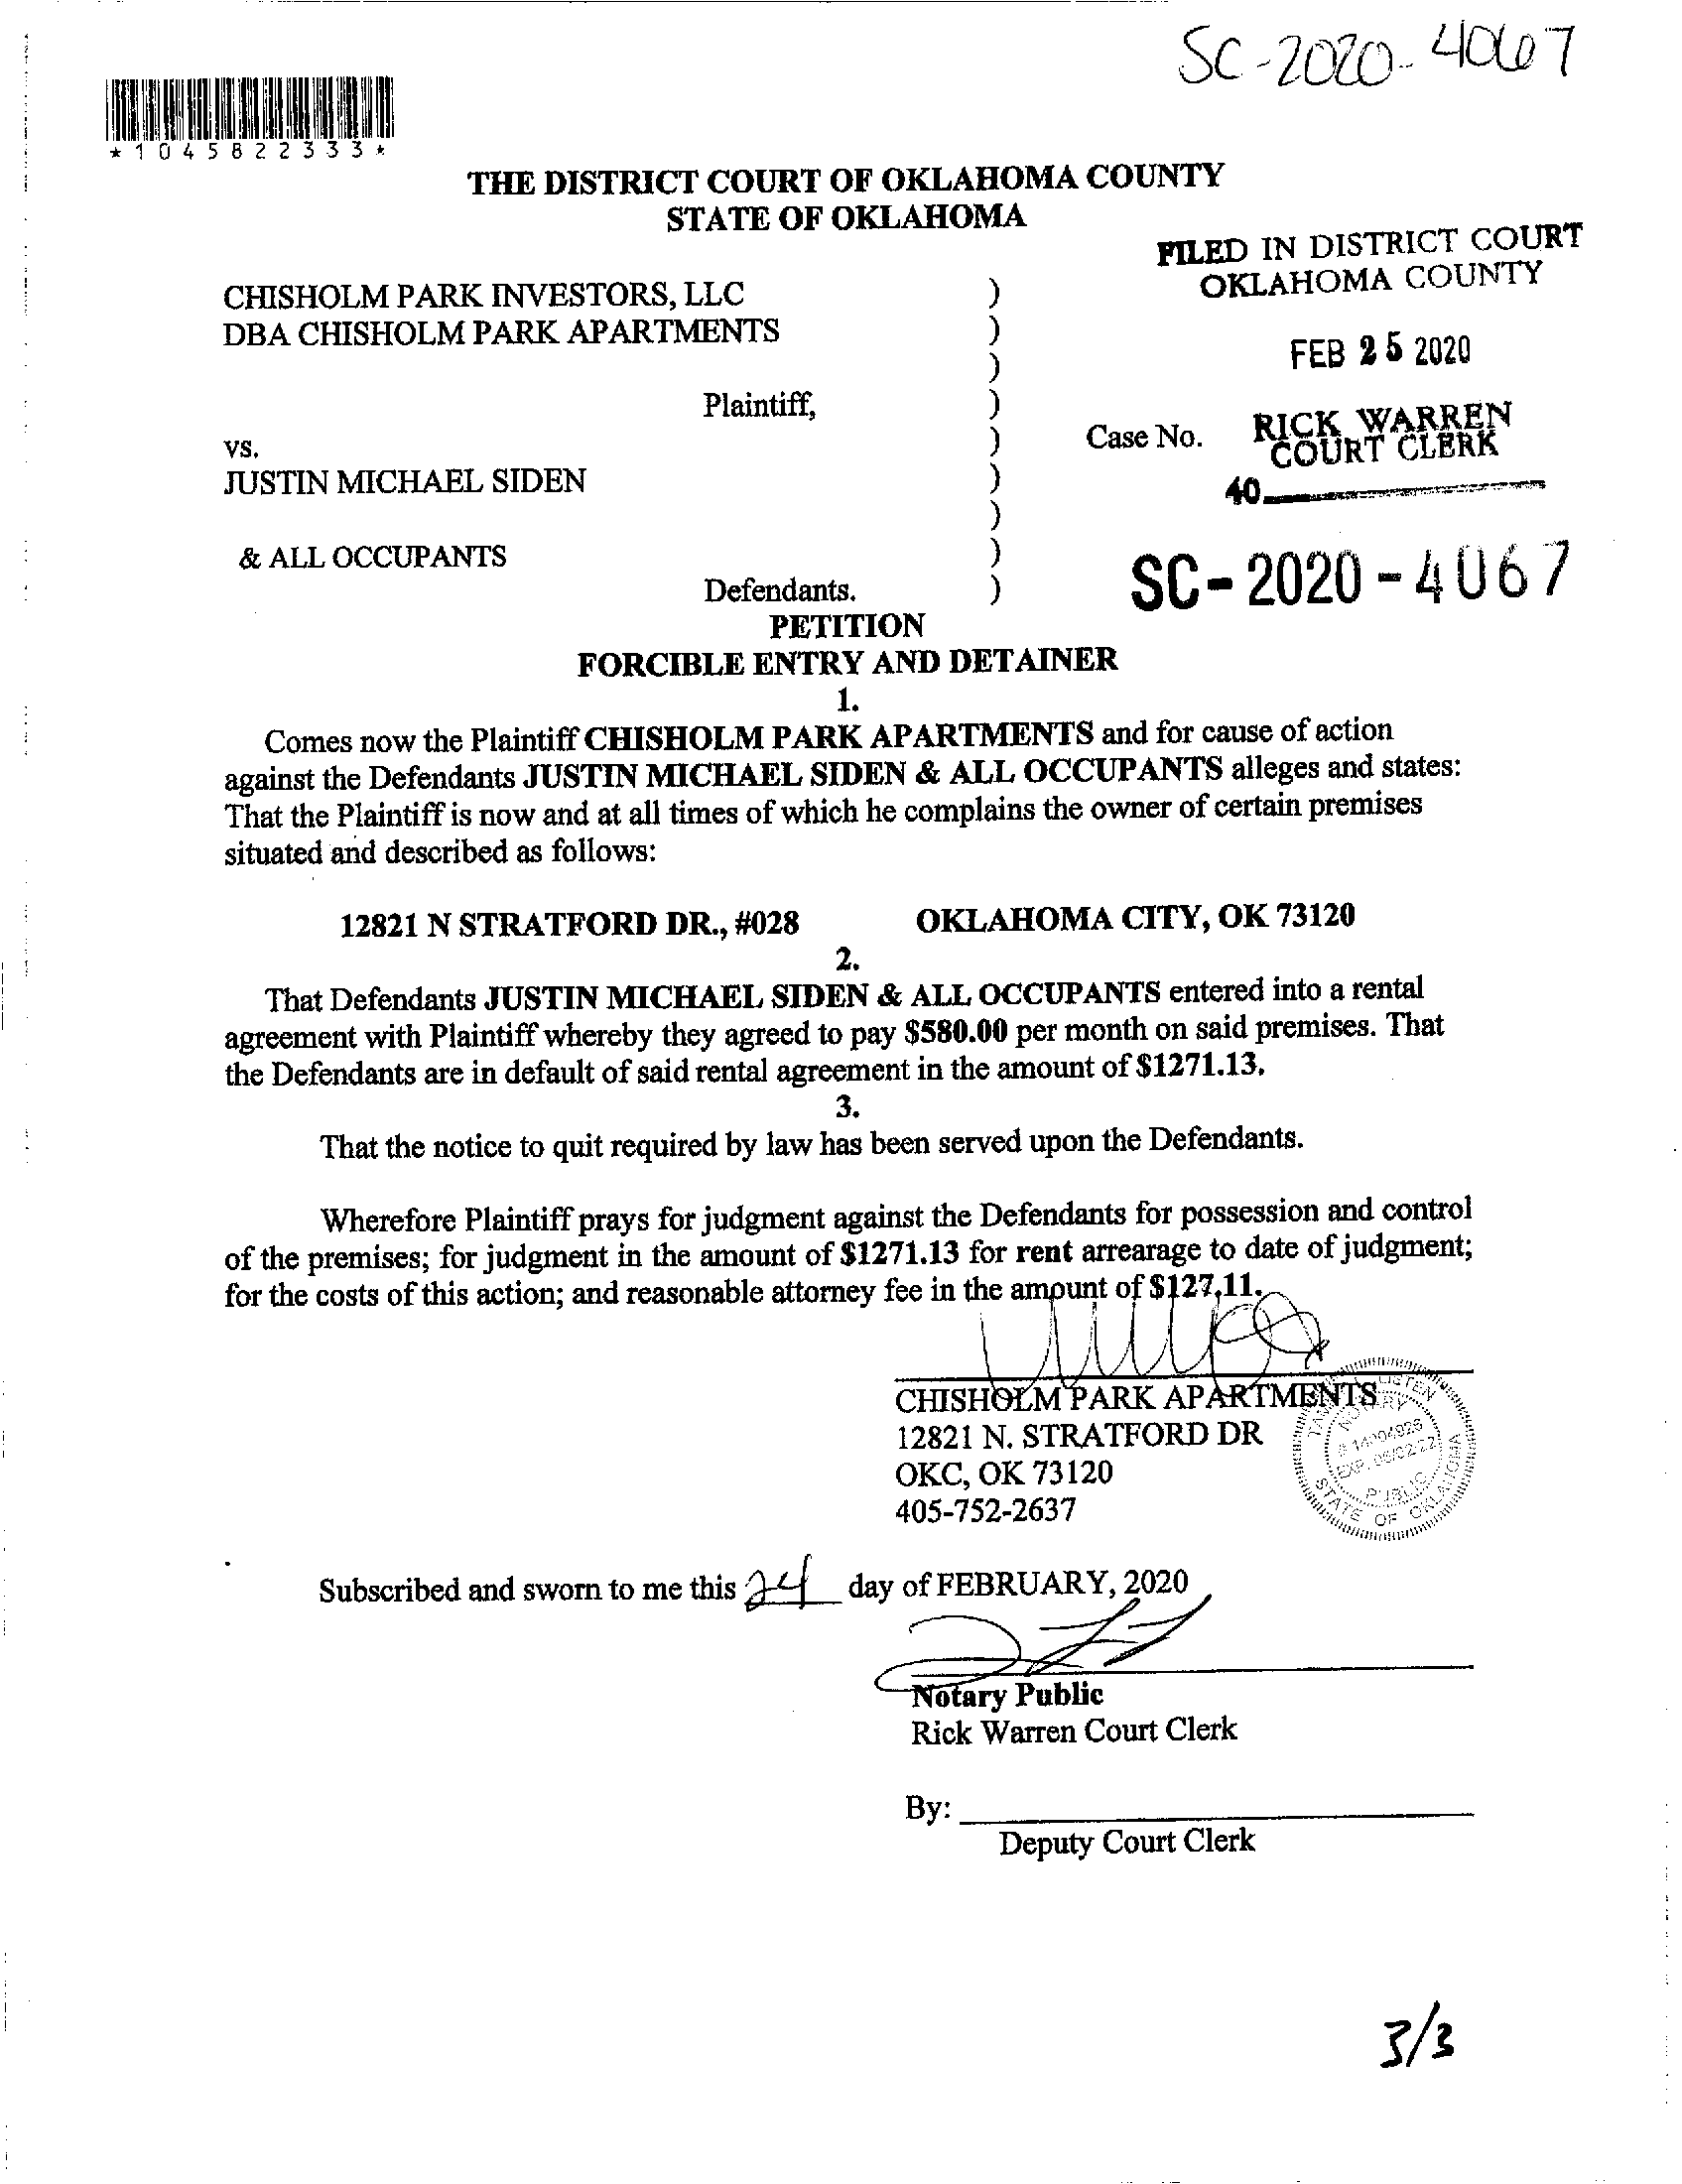 SC-2020-4067
*1045822333*
THE DISTRICT COURT OF OKLAHOMA COUNTY
STATE OF OKLAHOMA
FILED IN DISTRICT COURT
OKLAHOMA COUNTY
CHISHOLM PARK INVESTORS, LLC )
DBA CHISHOLM PARK APARTMENTS )
)
FEB 25 2020
Plaintiff, )
vs. ) Case No. RICK WARREN
COURT CLERK
JUSTIN MICHAEL SIDEN )
40
)
& ALL OCCUPANTS )
SC-2020-4067
Defendants. )
PETITION
FORCIBLE ENTRY AND DETAINER
1.
Comes now the Plaintiff CHISHOLM PARK APARTMENTS and for cause of action
against the Defendants JUSTIN MICHAEL SIDEN & ALL OCCUPANTS alleges and states:
That the Plaintiff is now and at all times of which he complains the owner of certain premises
situated and described as follows:
12821 N STRATFORD DR., #028 OKLAHOMA CITY, OK 73120
2.
That Defendants JUSTIN MICHAEL SIDEN & ALL OCCUPANTS entered into a rental
agreement with Plaintiff whereby they agreed to pay $580.00 per month on said premises. That
the Defendants are in default of said rental agreement in the amount of $1271.13.
3.
That the notice to quit required by law has been served upon the Defendants.
Wherefore Plaintiff prays for judgment against the Defendants for possession and control
of the premises; for judgment in the amount of $1271.13 for rent arrearage to date of judgment;
for the costs of this action; and reasonable attorney fee in the amount of $127.11.
CHISHOLM PARK APARTMENTS
12821 N. STRATFORD DR
OKC, OK 73120
405-752-2637
NOTARY
EXP. 05/02/22
PUBLIC
STATE OF OKLAHOMA
Subscribed and sworn to me this 24 day of FEBRUARY, 2020
Notary Public
Rick Warren Court Clerk
By:
Deputy Court Clerk
3/3